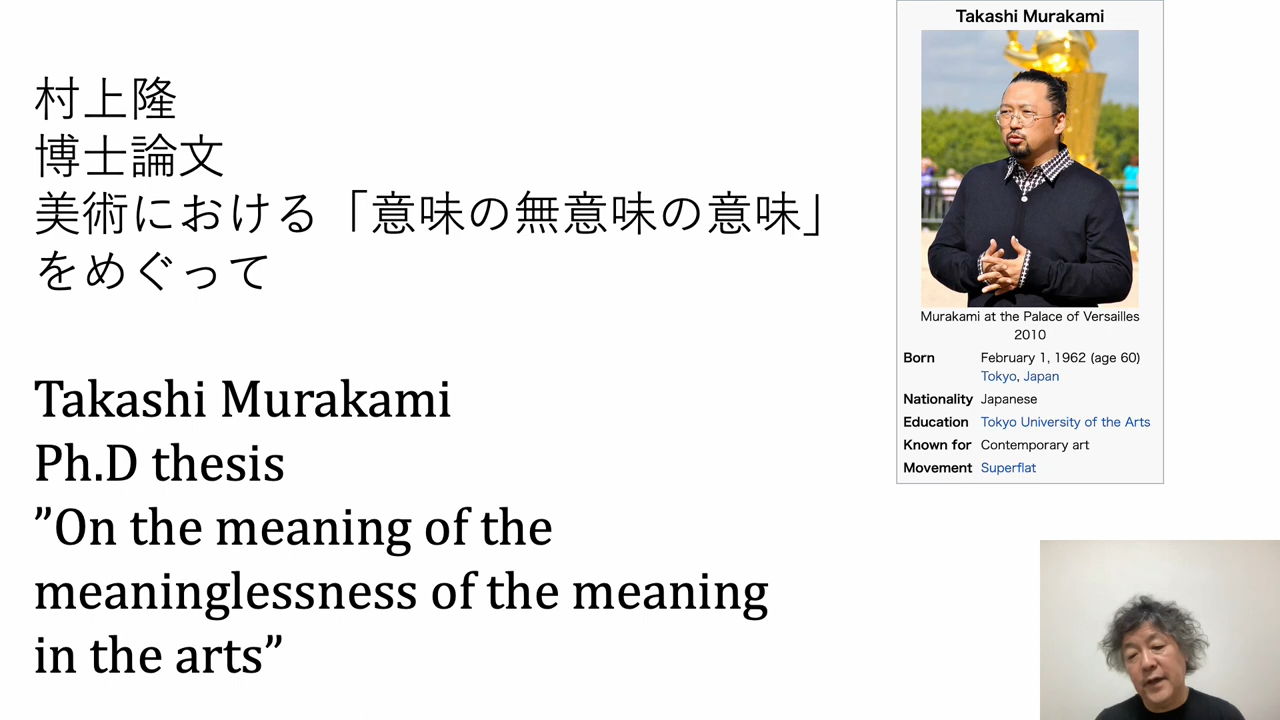 村上隆
博士論文
美術における「意味の無意味の意味」
をめぐって
Takashi Murakami
Ph.D thesis
”On the meaning of the
meaninglessness of the meaning
in the arts”
Takashi Murakami
Murakami at the Palace of Versailles
2010
Born February 1, 1962 (age 60)
Tokyo, Japan
Nationality Japanese
Education Tokyo University of the Arts
Known for Contemporary art
Movement Superflat